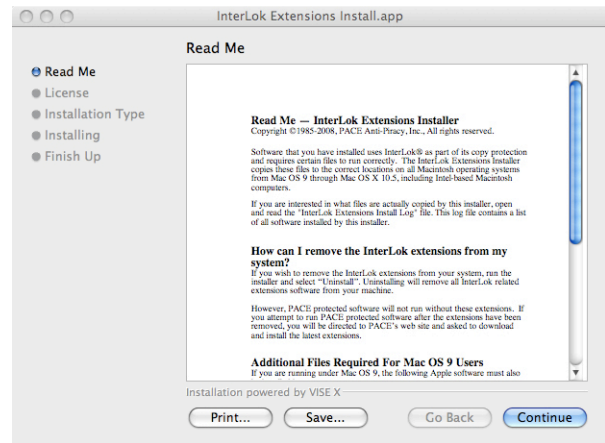 InterLok Extensions Install.app
Read Me
Read Me
License
Installation Type
Installing
Finish Up
Read Me — InterLok Extensions Installer
Copyright ©1985-2008, PACE Anti-Piracy, Inc., All rights reserved.
Software that you have installed uses InterLok® as part of its copy protection
and requires certain files to run correctly. The InterLok Extensions Installer
copies these files to the correct locations on all Macintosh operating systems
from Mac OS 9 through Mac OS X 10.5, including Intel-based Macintosh
computers.
If you are interested in what files are actually copied by this installer, open
and read the "InterLok Extensions Install Log" file. This log file contains a list
of all software installed by this installer.
How can I remove the InterLok extensions from my
system?
If you wish to remove the InterLok extensions from your system, run the
installer and select “Uninstall”. Uninstalling will remove all InterLok related
extensions software from your machine.
However, PACE protected software will not run without these extensions. If
you attempt to run PACE protected software after the extensions have been
removed, you will be directed to PACE’s web site and asked to download
and install the latest extensions.
Additional Files Required For Mac OS 9 Users
If you are running under Mac OS 9, the following Apple software must also
Installation powered by VISE X
Print...
Save...
Go Back
Continue